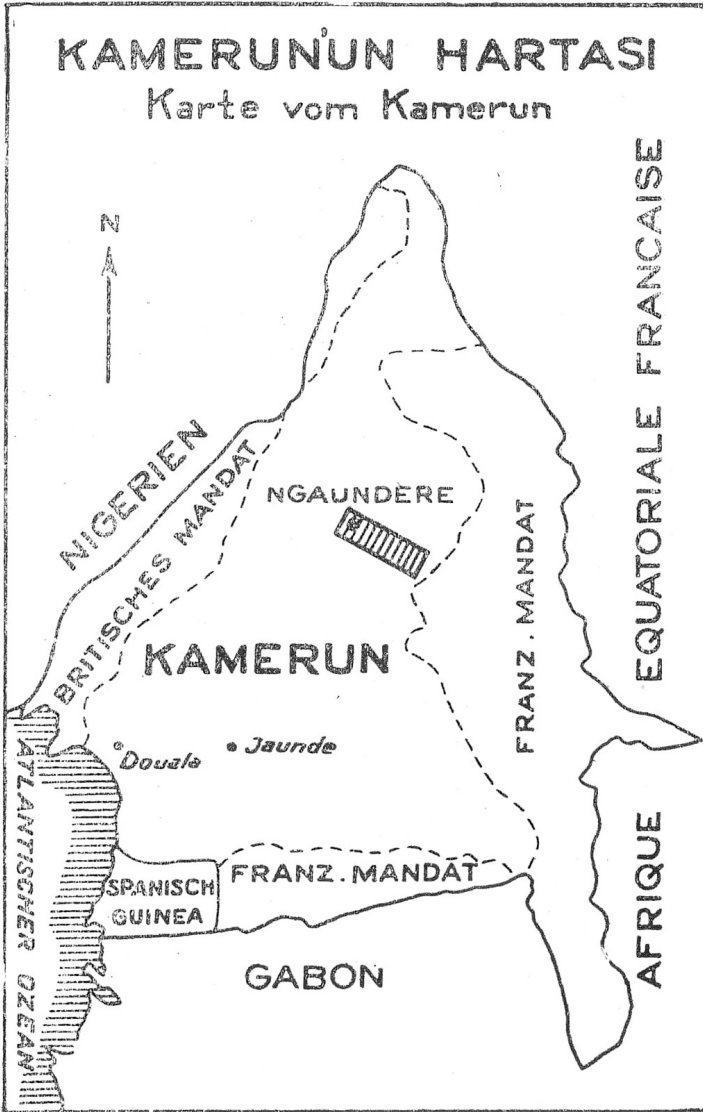 KAMERUN'UN HARTASI
Karte vom Kamerun
N
NIGERIEN
BRITISCHES MANDAT
NGAUNDERE
KAMERUN
Douala
Jaunde
FRANZ. MANDAT
AFRIQUE EQUATORIALE FRANCAISE
ATLANTISCHER OZEAN
SPANISCH
GUINEA
FRANZ. MANDAT
GABON